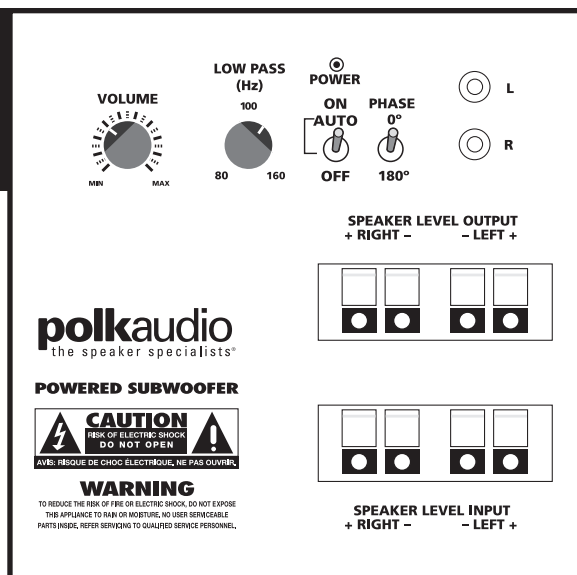 VOLUME
MIN MAX
LOW PASS
(Hz)
100
80 160
POWER
ON
AUTO
OFF
PHASE
0º
180º
L
R
SPEAKER LEVEL OUTPUT
+ RIGHT – – LEFT +
polkaudio
the speaker specialists®
POWERED SUBWOOFER
CAUTION
RISK OF ELECTRIC SHOCK
DO NOT OPEN
AVIS: RISQUE DE CHOC ÉLECTRIQUE, NE PAS OUVRIR.
WARNING
TO REDUCE THE RISK OF FIRE OR ELECTRIC SHOCK, DO NOT EXPOSE
THIS APPLIANCE TO RAIN OR MOISTURE, NO USER SERVICEABLE
PARTS INSIDE, REFER SERVICING TO QUALIFIED SERVICE PERSONNEL.
SPEAKER LEVEL INPUT
+ RIGHT – – LEFT +